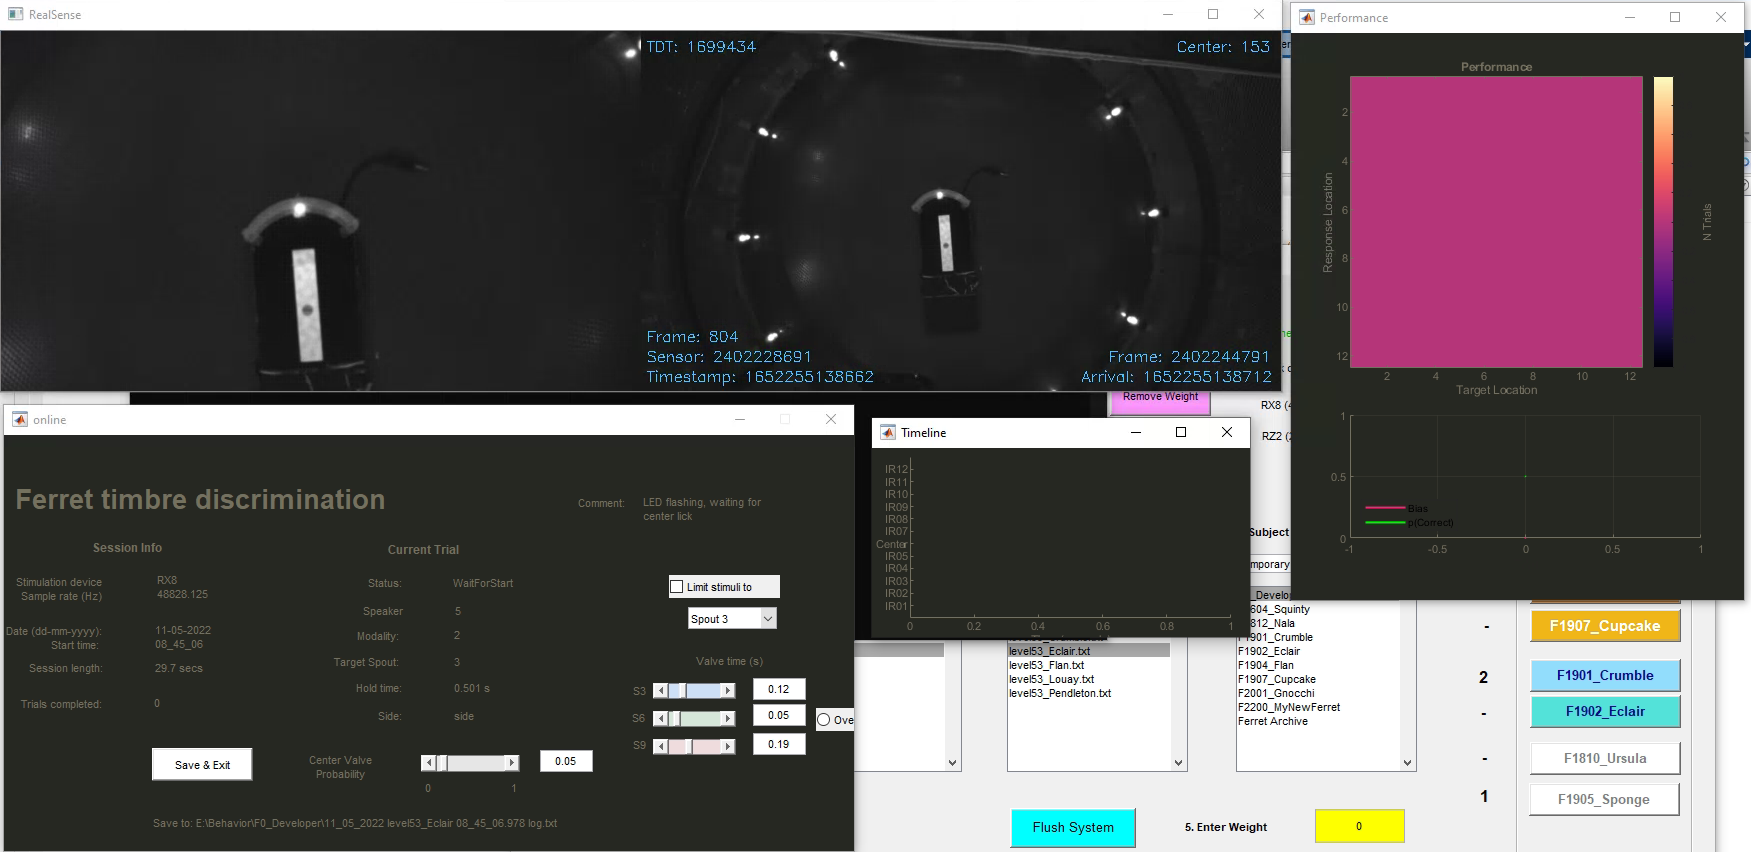 RealSense
TDT: 1699434
Center: 153
Frame: 804
Sensor: 2402228691
Timestamp: 1652255138662
Frame: 2402244791
Arrival: 1652255138712
Performance
Performance
2
4
6
8
10
12
Response Location
2 4 6 8 10 12
Target Location
N Trials
1
0.5
0
Bias
p(Correct)
-1 -0.5 0 0.5 1
online
Ferret timbre discrimination
Comment: LED flashing, waiting for
center lick
Session Info
Current Trial
Stimulation device RX8
Sample rate (Hz) 48828.125
Date (dd-mm-yyyy): 11-05-2022
Start time: 08_45_06
Session length: 29.7 secs
Trials completed: 0
Status: WaitForStart
Speaker 5
Modality: 2
Target Spout: 3
Hold time: 0.501 s
Side: side
Limit stimuli to
Spout 3
Valve time (s)
S3 0.12
S6 0.05
S9 0.19
Ove
Save & Exit
Center Valve
Probability
0.05
0 1
Save to: E:\Behavior\F0_Developer\11_05_2022 level53_Eclair 08_45_06.978 log.txt
Remove Weight
RX8 (4
RZ2 (2
Timeline
IR12
IR11
IR10
IR09
IR08
IR07
Center
IR05
IR04
IR03
IR02
IR01
0 0.2 0.4 0.6 0.8 1
level53_Eclair.txt
level53_Flan.txt
level53_Louay.txt
level53_Pendleton.txt
Subject
mporary
_Develop
604_Squinty
812_Nala
F1901_Crumble
F1902_Eclair
F1904_Flan
F1907_Cupcake
F2001_Gnocchi
F2200_MyNewFerret
Ferret Archive
- F1907_Cupcake
2 F1901_Crumble
- F1902_Eclair
- F1810_Ursula
1 F1905_Sponge
Flush System
5. Enter Weight
0